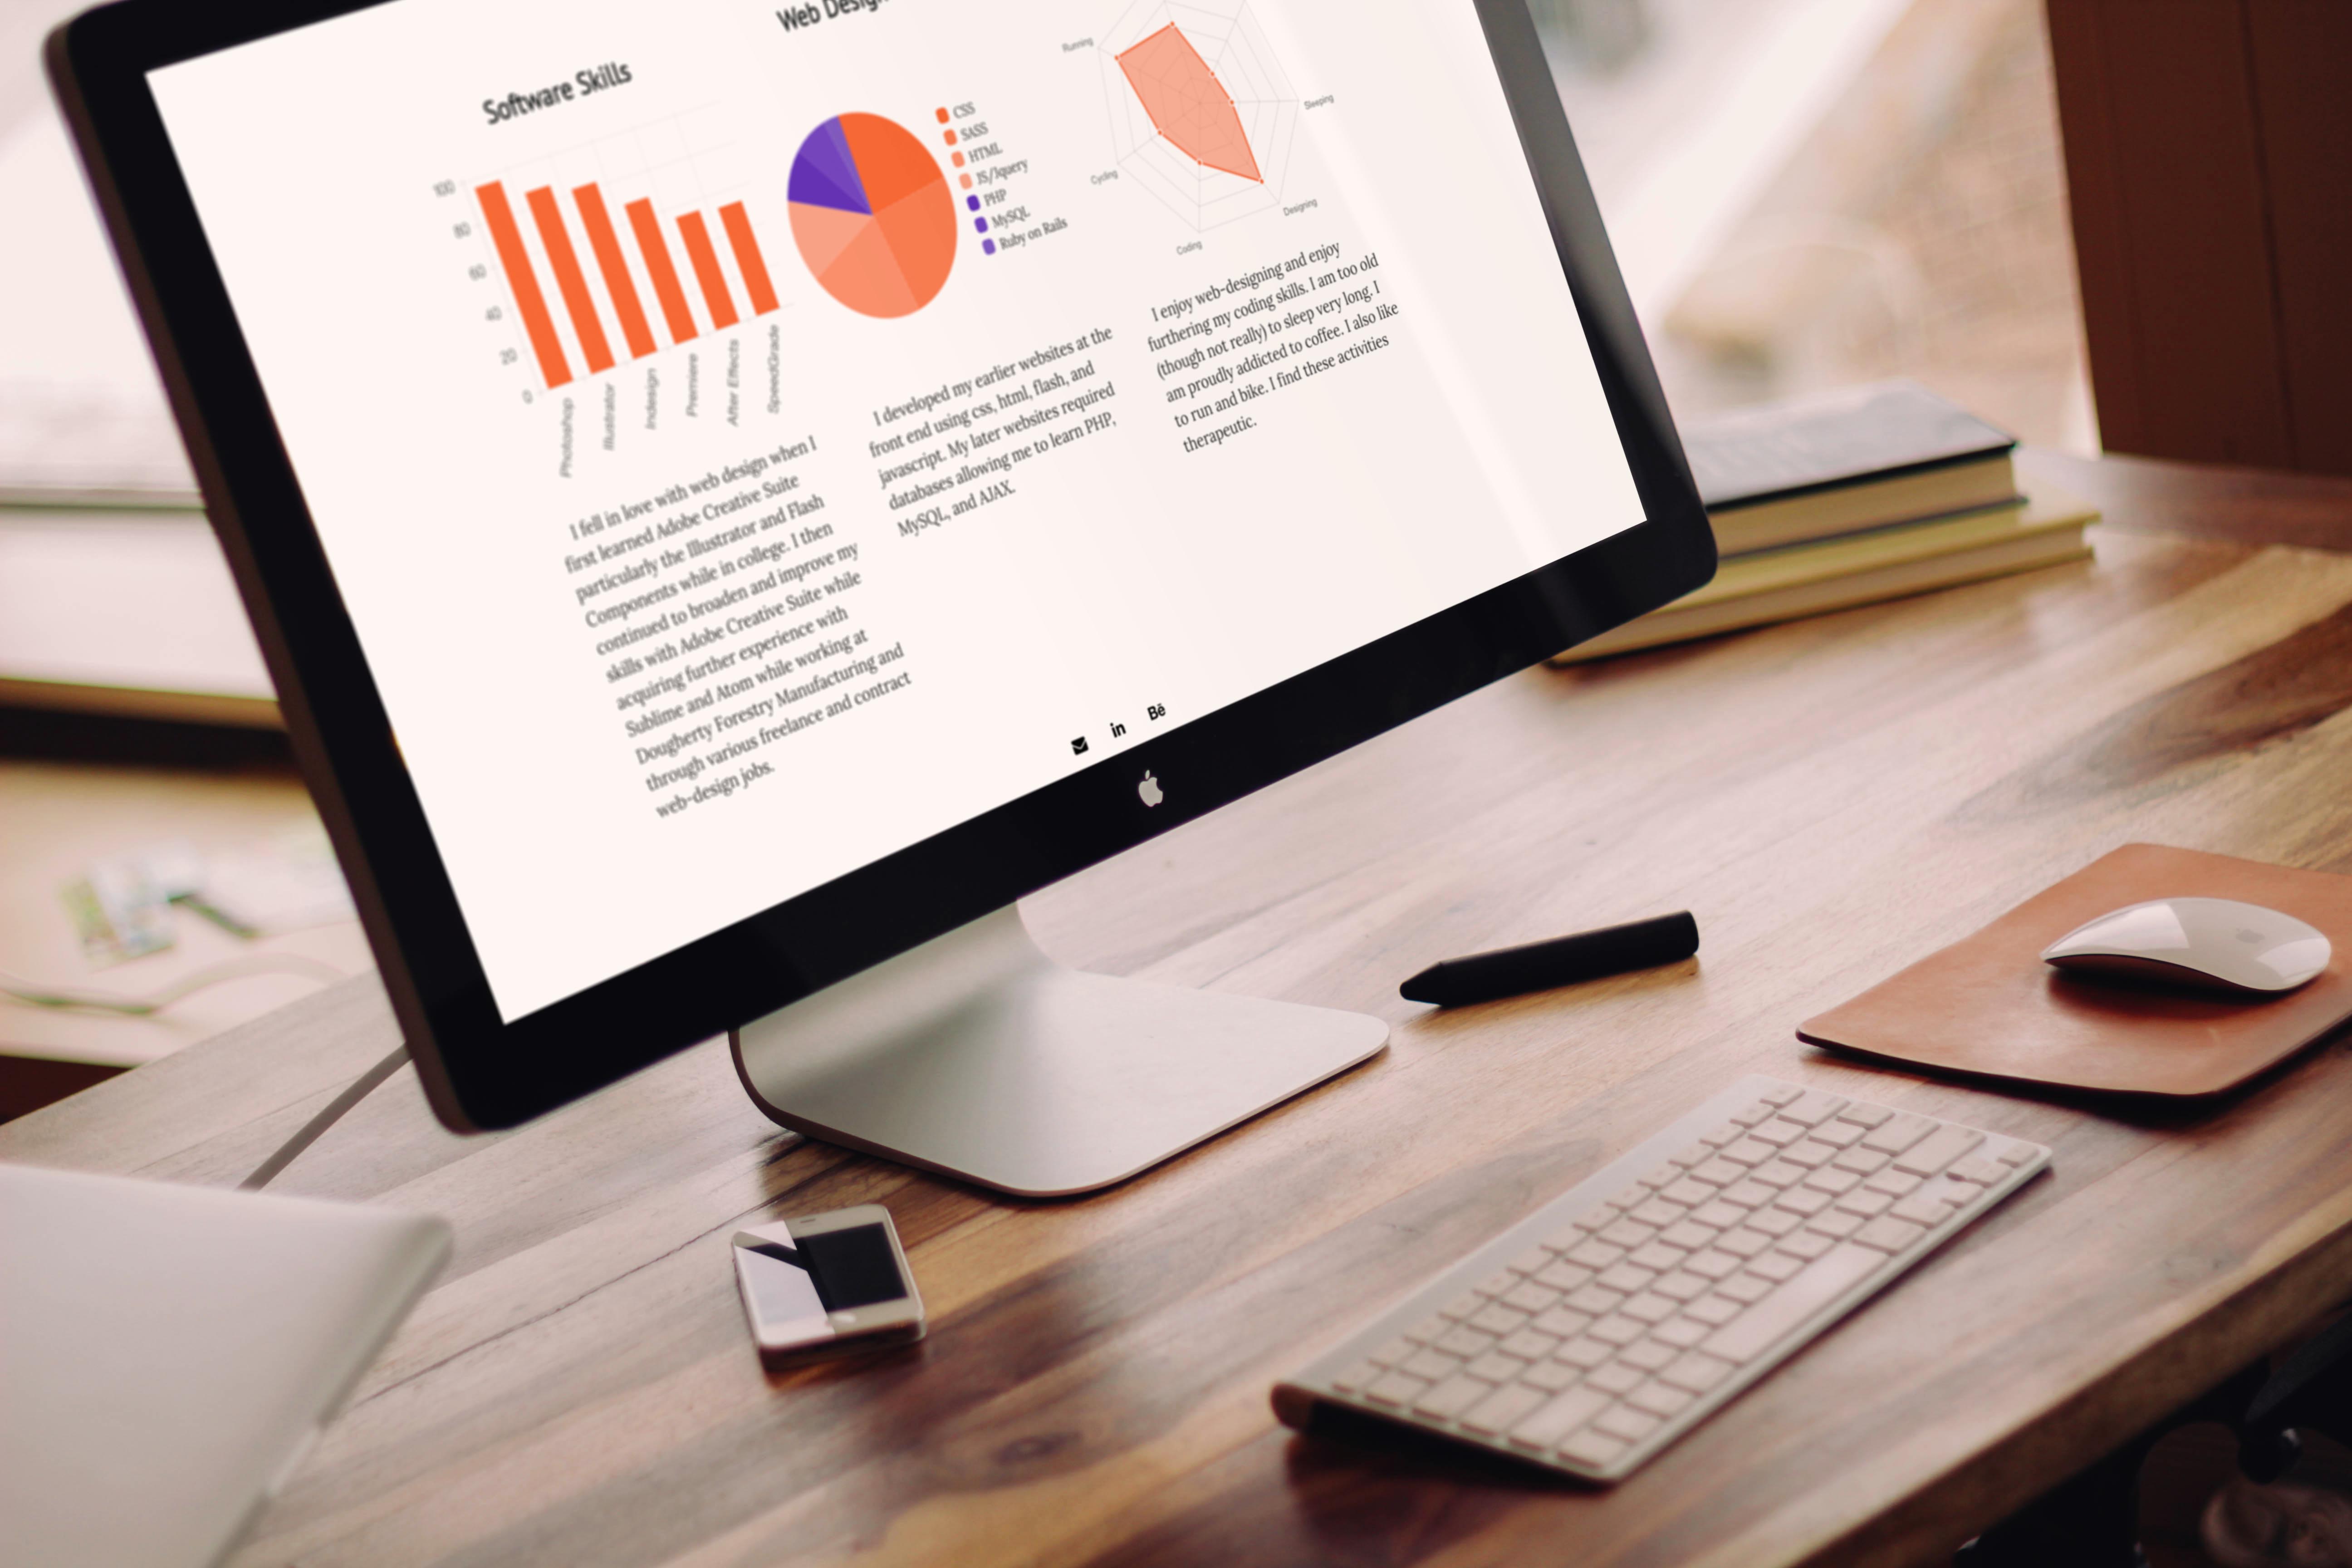 Software Skills
100
80
60
40
20
0
Photoshop
Illustrator
Indesign
Premiere
After Effects
SpeedGrade
I fell in love with web design when I
first learned Adobe Creative Suite
particularly the Illustrator and Flash
Components while in college. I then
continued to broaden and improve my
skills with Adobe Creative Suite while
acquiring further experience with
Sublime and Atom while working at
Dougherty Forestry Manufacturing and
through various freelance and contract
web-design jobs.
Web Design
CSS
SASS
HTML
JS/Jquery
PHP
MySQL
Ruby on Rails
I developed my earlier websites at the
front end using css, html, flash, and
javascript. My later websites required
databases allowing me to learn PHP,
MySQL, and AJAX.
Running
Sleeping
Cycling
Designing
Coding
I enjoy web-designing and enjoy
furthering my coding skills. I am too old
(though not really) to sleep very long. I
am proudly addicted to coffee. I also like
to run and bike. I find these activities
therapeutic.
in
Bē